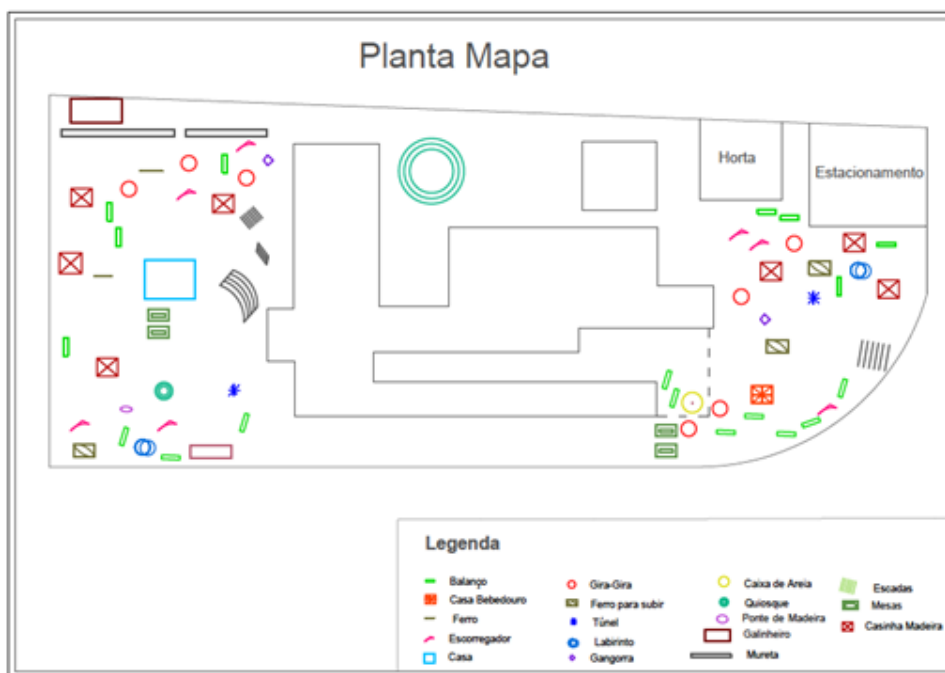 Planta Mapa
Horta
Estacionamento
Legenda
Balanço
Casa Bebedouro
Ferro
Escorregador
Casa
Gira-Gira
Ferro para subir
Túnel
Labirinto
Gangorra
Caixa de Areia
Quiosque
Ponte de Madeira
Galinheiro
Mureta
Escadas
Mesas
Casinha Madeira